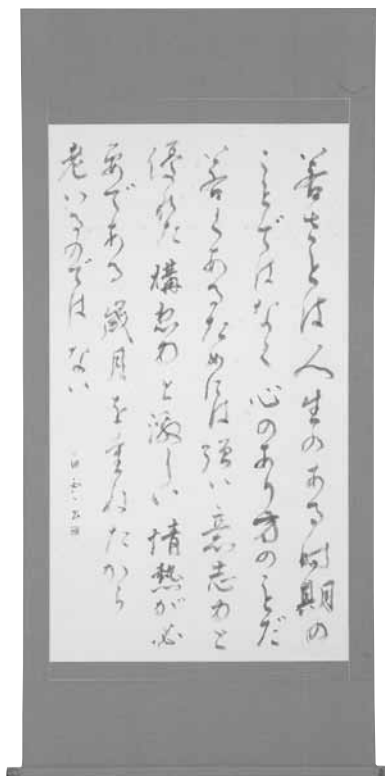 若さとは人生のある時期の
ことではなく心のあり方のことだ
若くあるためには強い意志力と
優れた構想力と激しい情熱が必
要である歳月を重ねたから
老いるのではない